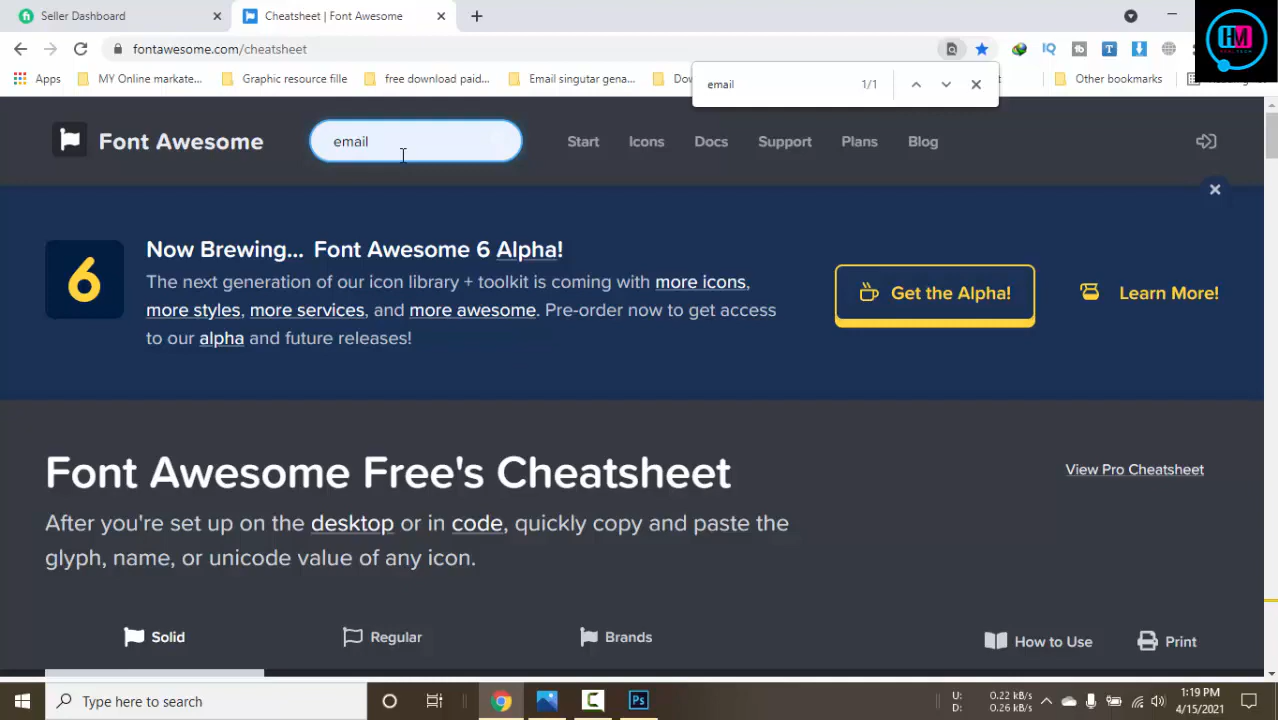 Seller Dashboard
Cheatsheet | Font Awesome
fontawesome.com/cheatsheet
IQ
T
HM
Apps
MY Online markate...
Graphic resource fille
free download paid...
Email singutar gena...
Dow
Other bookmarks
email
1/1
Font Awesome
email
Start
Icons
Docs
Support
Plans
Blog
6
Now Brewing... Font Awesome 6 Alpha!
The next generation of our icon library + toolkit is coming with more icons,
more styles, more services, and more awesome. Pre-order now to get access
to our alpha and future releases!
Get the Alpha!
Learn More!
Font Awesome Free's Cheatsheet
View Pro Cheatsheet
After you're set up on the desktop or in code, quickly copy and paste the
glyph, name, or unicode value of any icon.
Solid
Regular
Brands
How to Use
Print
Type here to search
Ps
U: 0.22 kB/s
D: 0.26 kB/s
1:19 PM
4/15/2021